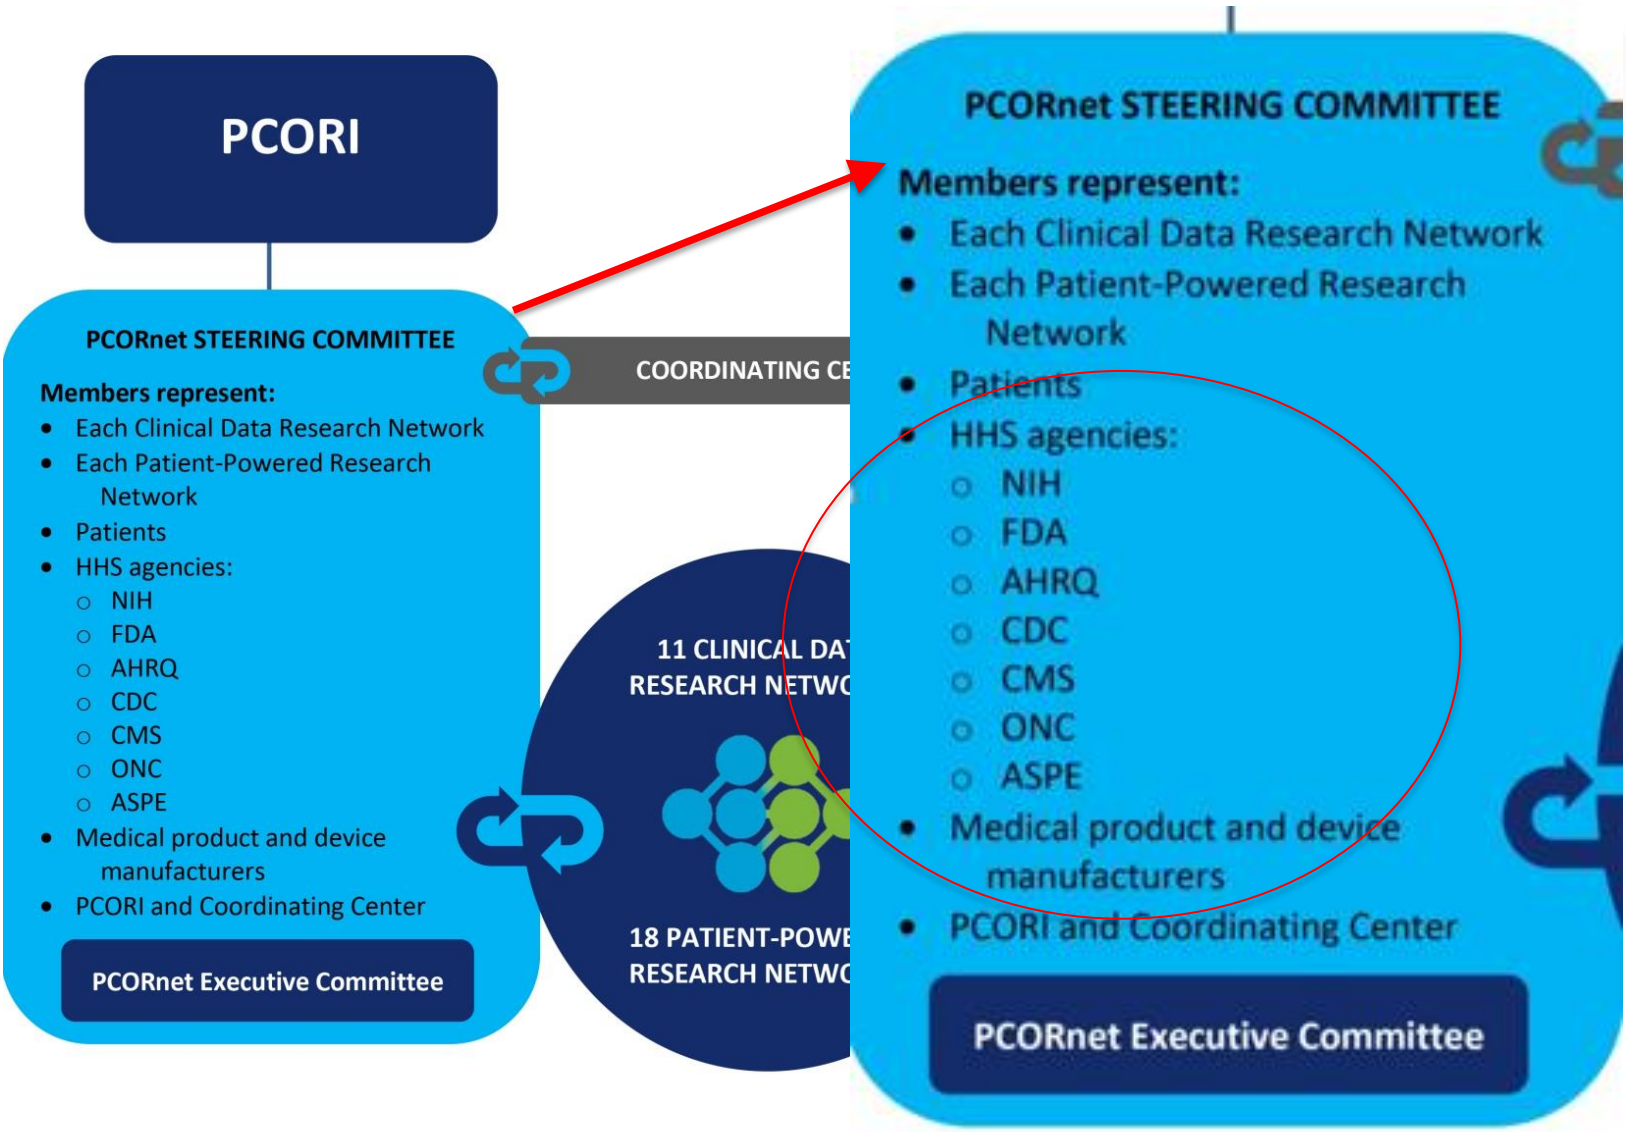 PCORI
PCORnet STEERING COMMITTEE
Members represent:
• Each Clinical Data Research Network
• Each Patient-Powered Research
Network
• Patients
• HHS agencies:
o NIH
o FDA
o AHRQ
o CDC
o CMS
o ONC
o ASPE
• Medical product and device
manufacturers
• PCORI and Coordinating Center
PCORnet Executive Committee
COORDINATING CE
11 CLINICAL DAT
RESEARCH NETWO
18 PATIENT-POWE
RESEARCH NETWO
PCORnet STEERING COMMITTEE
Members represent:
• Each Clinical Data Research Network
• Each Patient-Powered Research
Network
• Patients
• HHS agencies:
o NIH
o FDA
o AHRQ
o CDC
o CMS
o ONC
o ASPE
• Medical product and device
manufacturers
• PCORI and Coordinating Center
PCORnet Executive Committee